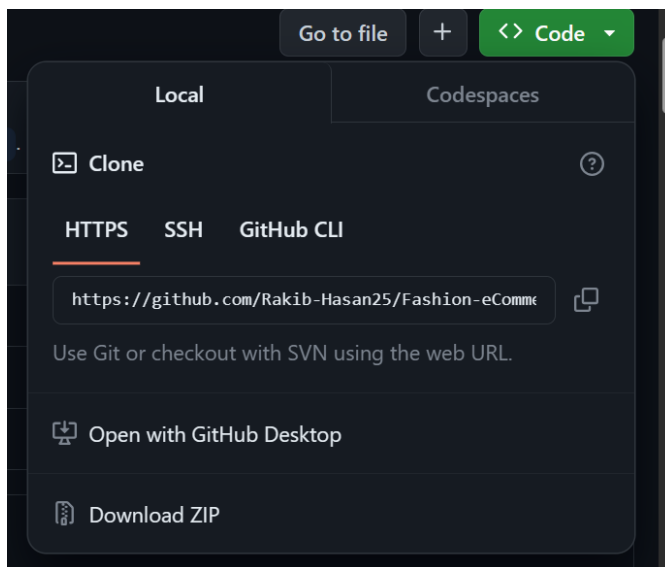 Go to file + <> Code
Local Codespaces
Clone
HTTPS SSH GitHub CLI
https://github.com/Rakib-Hasan25/Fashion-eComme
Use Git or checkout with SVN using the web URL.
Open with GitHub Desktop
Download ZIP